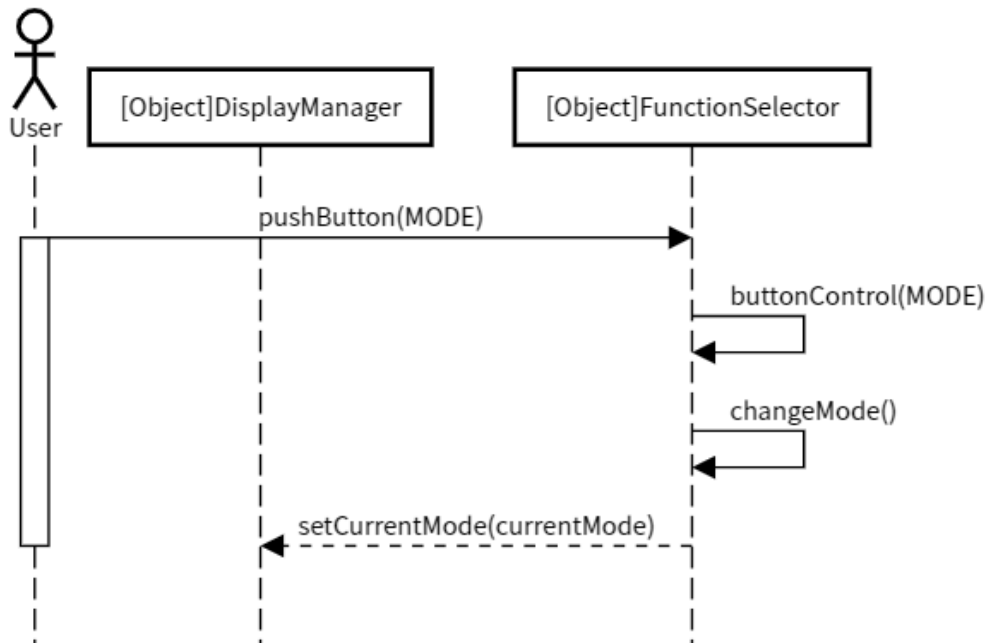 [Object]DisplayManager
[Object]FunctionSelector
User
pushButton(MODE)
buttonControl(MODE)
changeMode()
setCurrentMode(currentMode)